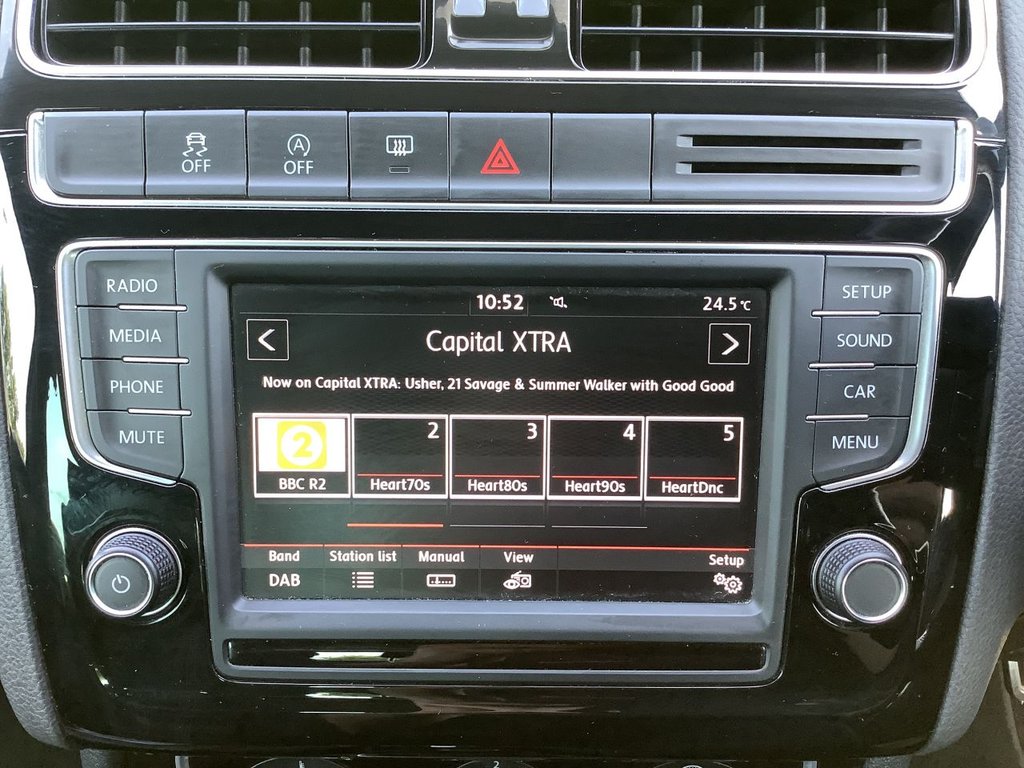 OFF A OFF
RADIO
MEDIA
PHONE
MUTE
10:52 24.5°C
Capital XTRA
Now on Capital XTRA: Usher, 21 Savage & Summer Walker with Good Good
2 2 3 4 5
BBC R2 Heart70s Heart80s Heart90s HeartDnc
Band Station list Manual View Setup
DAB
SETUP
SOUND
CAR
MENU
2